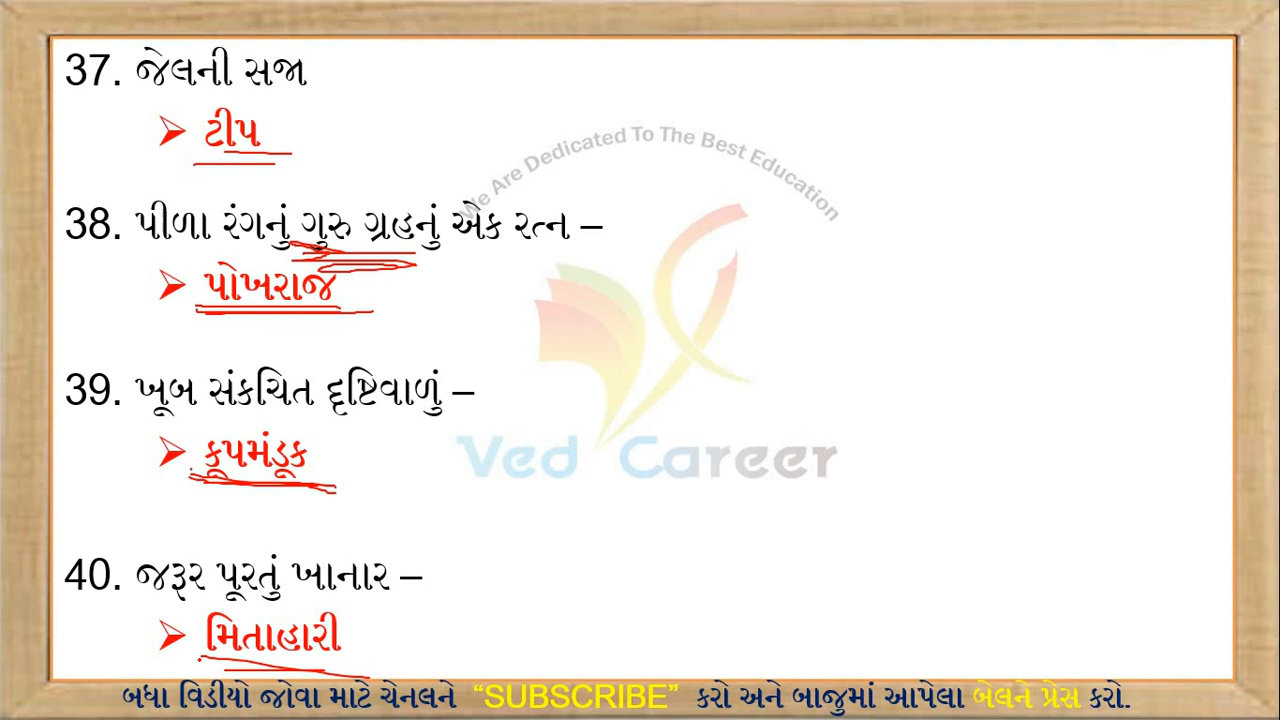 37. જેલની સજા
➢ ટીપ
We Are Dedicated To The Best Education
38. પીળા રંગનું ગુરુ ગ્રહનું એક રત્ન –
➢ પોખરાજ
39. ખૂબ સંકચિત દૃષ્ટિવાળું –
➢ કૂપમંડૂક
Ved Career
40. જરૂર પૂરતું ખાનાર –
➢ મિતાહારી
બધા વિડીયો જોવા માટે ચેનલને “SUBSCRIBE” કરો અને બાજુમાં આપેલા બેલને પ્રેસ કરો.